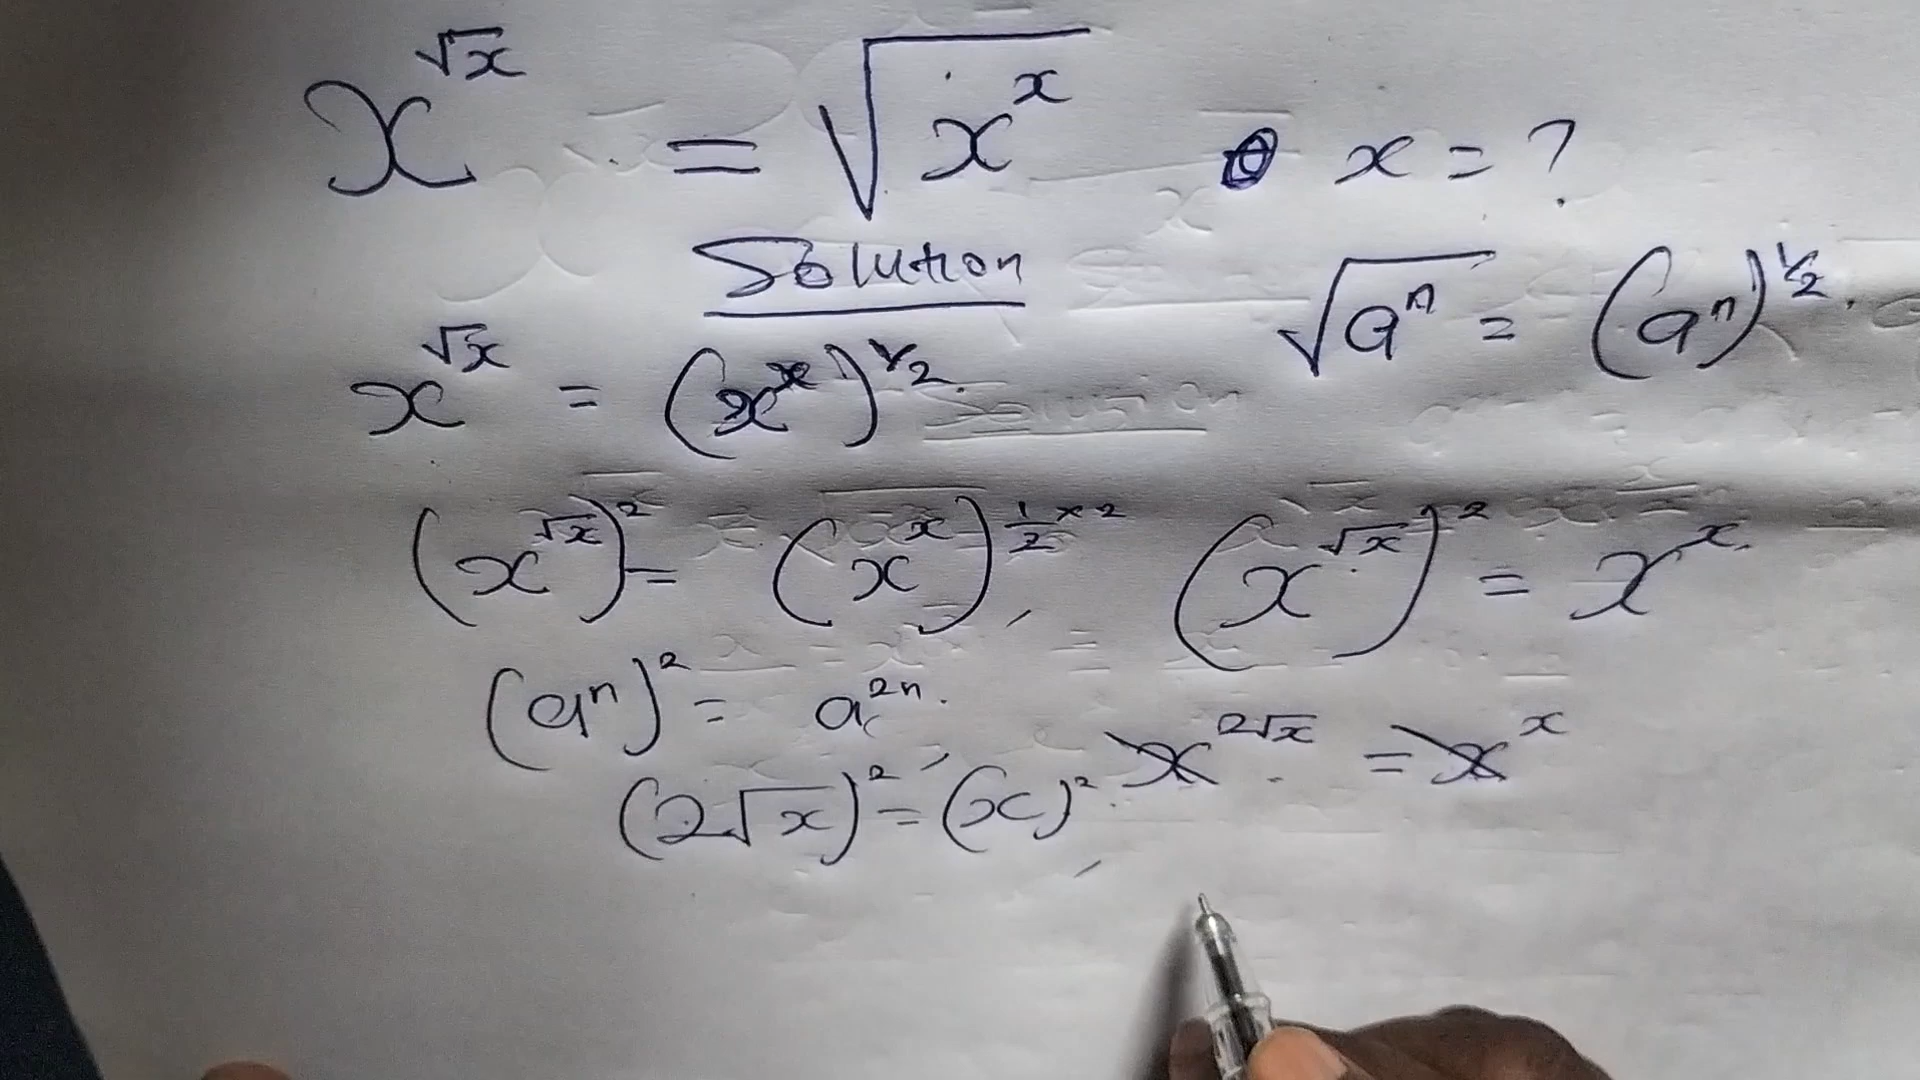 x^√x = √(x^x) x = ?
Solution
√(a^n) = (a^n)^1/2.
x^√x = (x^x)^1/2.
(x^√x)^2 = (x^x)^(1/2 × 2), (x^√x)^2 = x^x.
(a^n)^2 = a^2n.
x^2√x = x^x
(2√x)^2 = (x)^2.